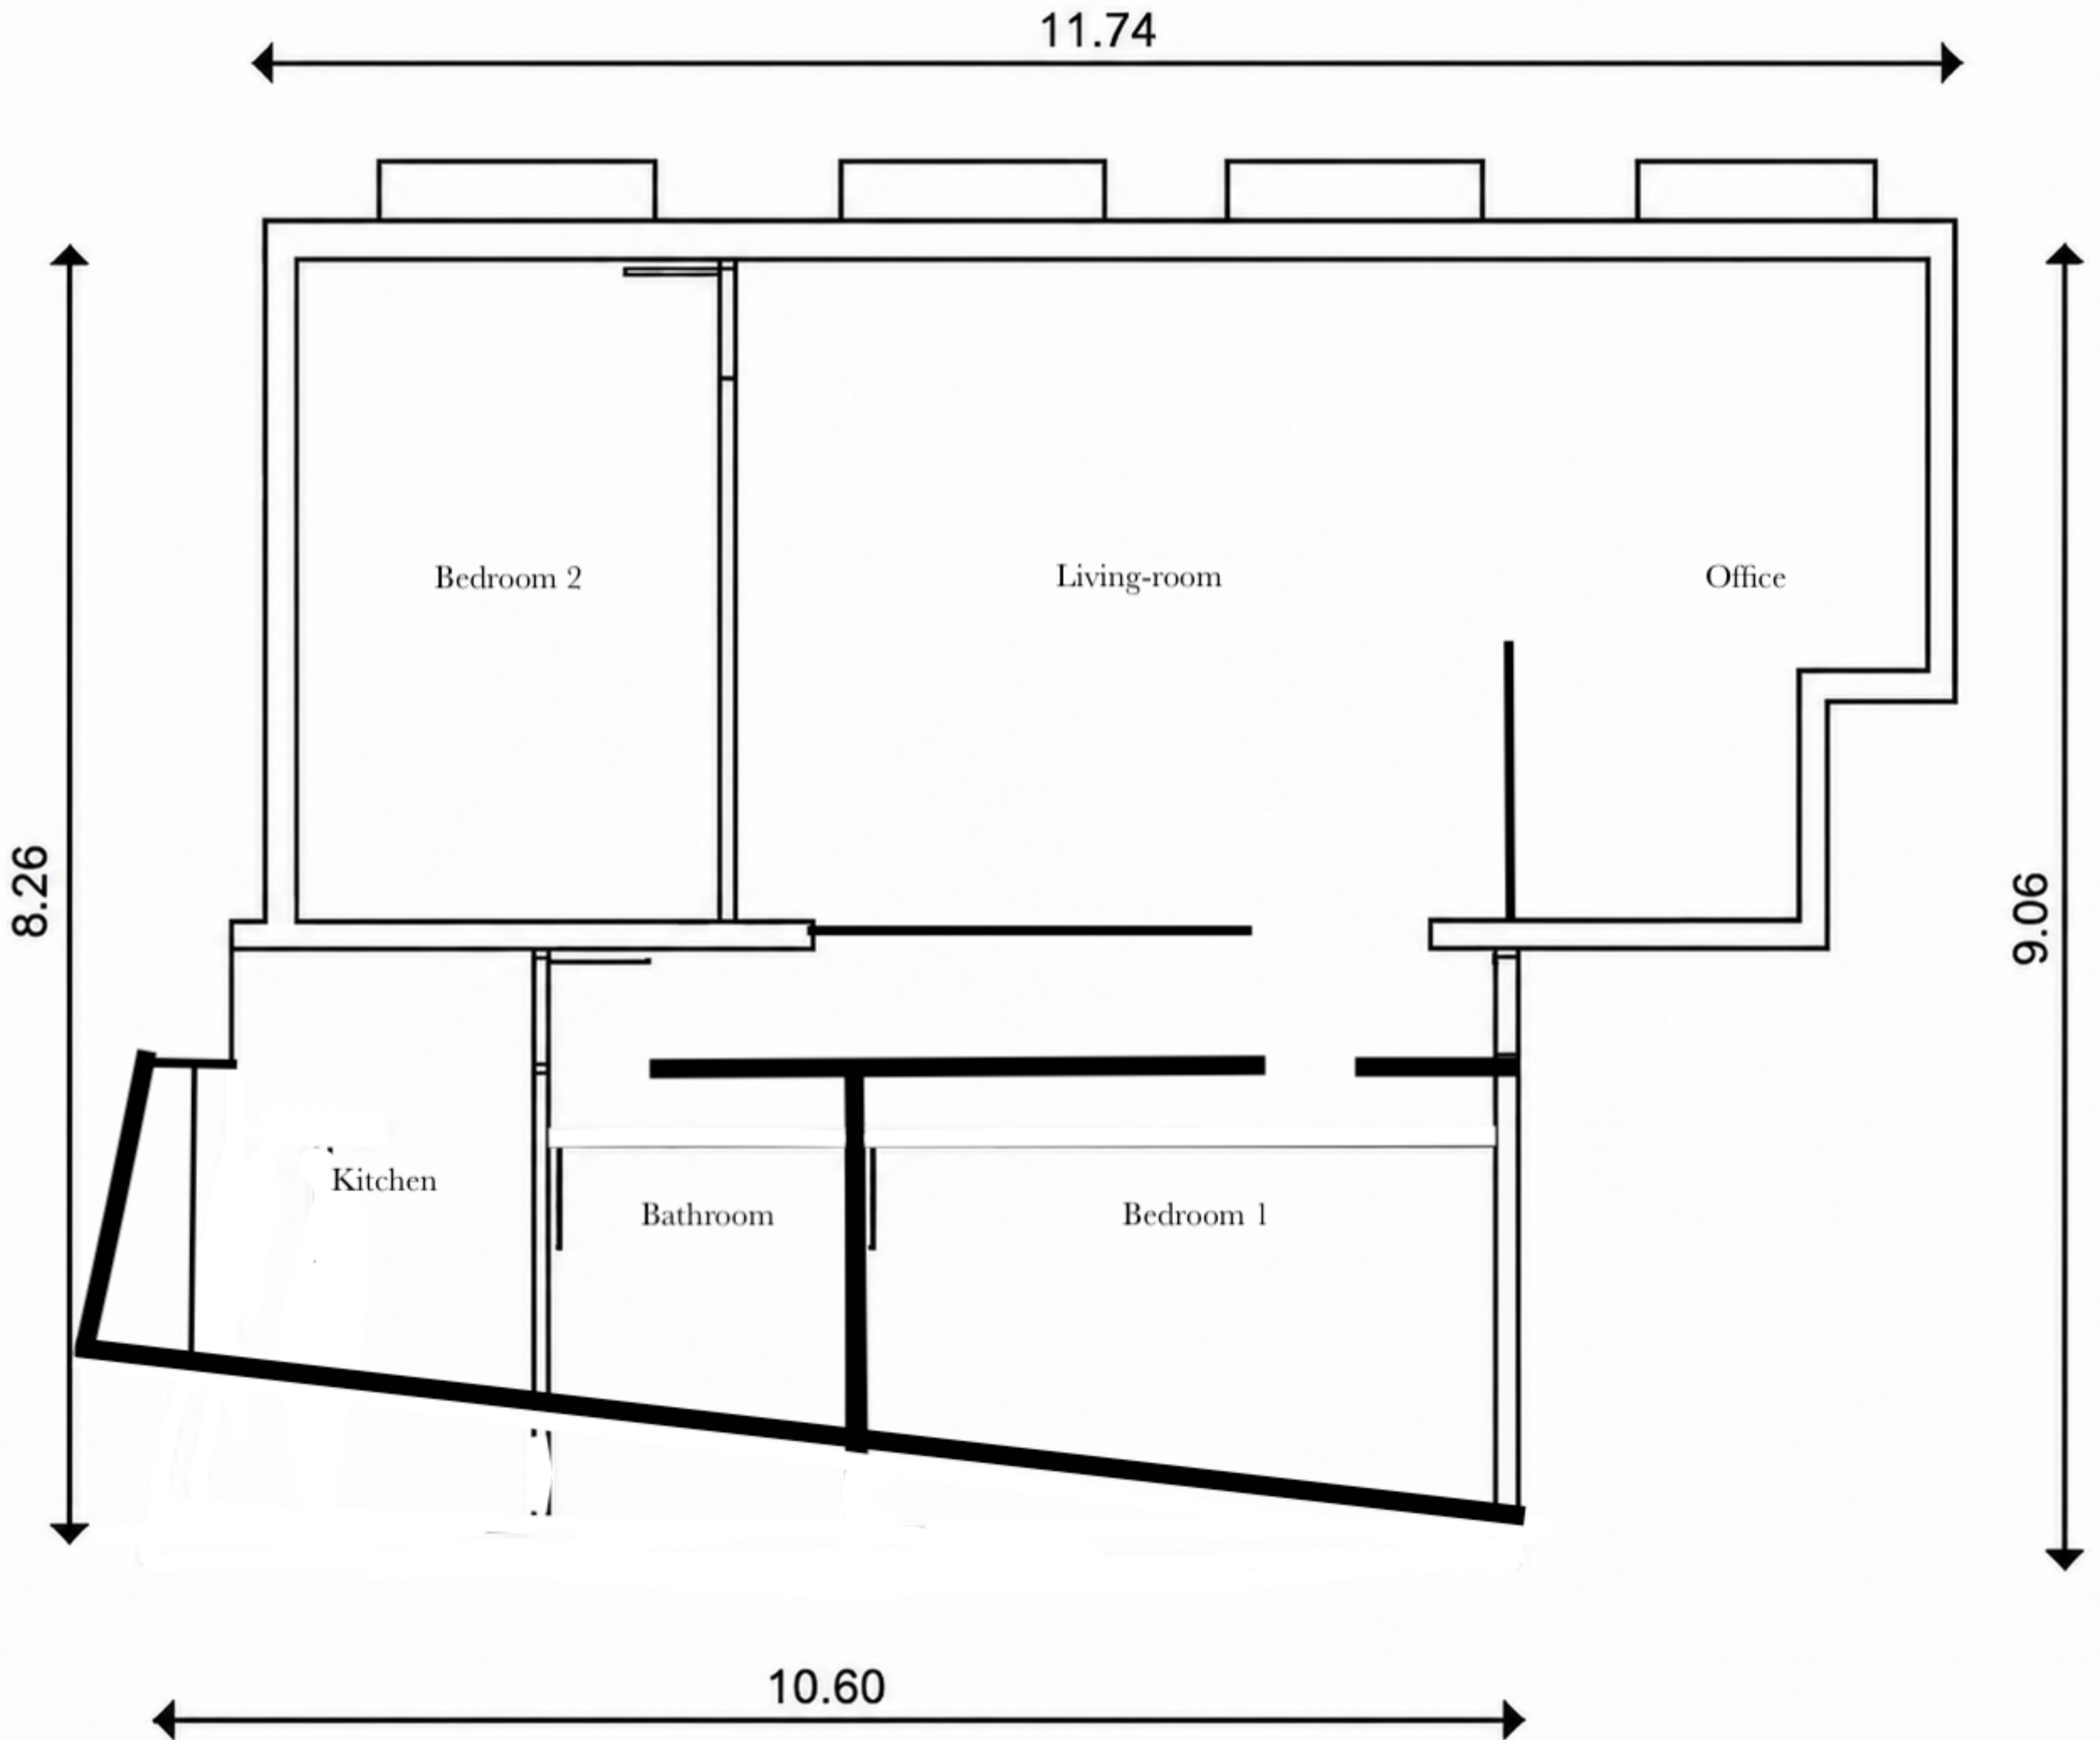 11.74
Bedroom 2
Living-room
Office
8.26
9.06
Kitchen
Bathroom
Bedroom 1
10.60